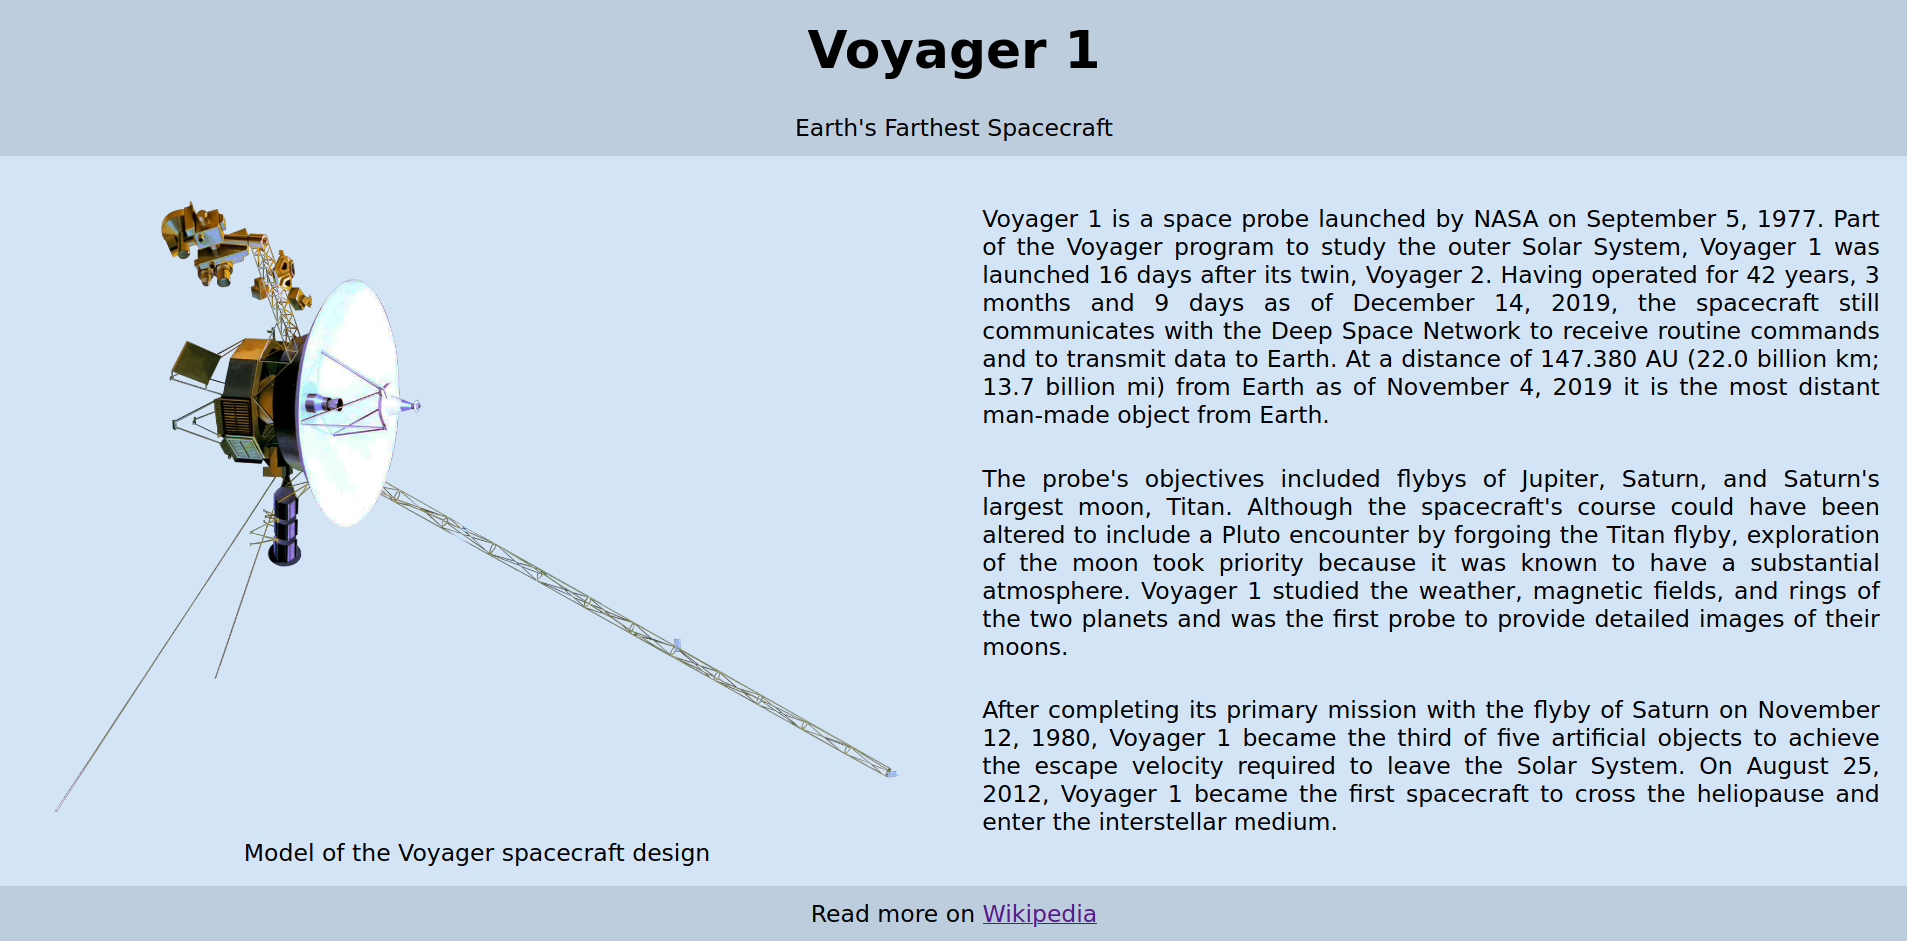 Voyager 1
Earth's Farthest Spacecraft
Voyager 1 is a space probe launched by NASA on September 5, 1977. Part
of the Voyager program to study the outer Solar System, Voyager 1 was
launched 16 days after its twin, Voyager 2. Having operated for 42 years, 3
months and 9 days as of December 14, 2019, the spacecraft still
communicates with the Deep Space Network to receive routine commands
and to transmit data to Earth. At a distance of 147.380 AU (22.0 billion km;
13.7 billion mi) from Earth as of November 4, 2019 it is the most distant
man-made object from Earth.
The probe's objectives included flybys of Jupiter, Saturn, and Saturn's
largest moon, Titan. Although the spacecraft's course could have been
altered to include a Pluto encounter by forgoing the Titan flyby, exploration
of the moon took priority because it was known to have a substantial
atmosphere. Voyager 1 studied the weather, magnetic fields, and rings of
the two planets and was the first probe to provide detailed images of their
moons.
After completing its primary mission with the flyby of Saturn on November
12, 1980, Voyager 1 became the third of five artificial objects to achieve
the escape velocity required to leave the Solar System. On August 25,
2012, Voyager 1 became the first spacecraft to cross the heliopause and
enter the interstellar medium.
Model of the Voyager spacecraft design
Read more on Wikipedia